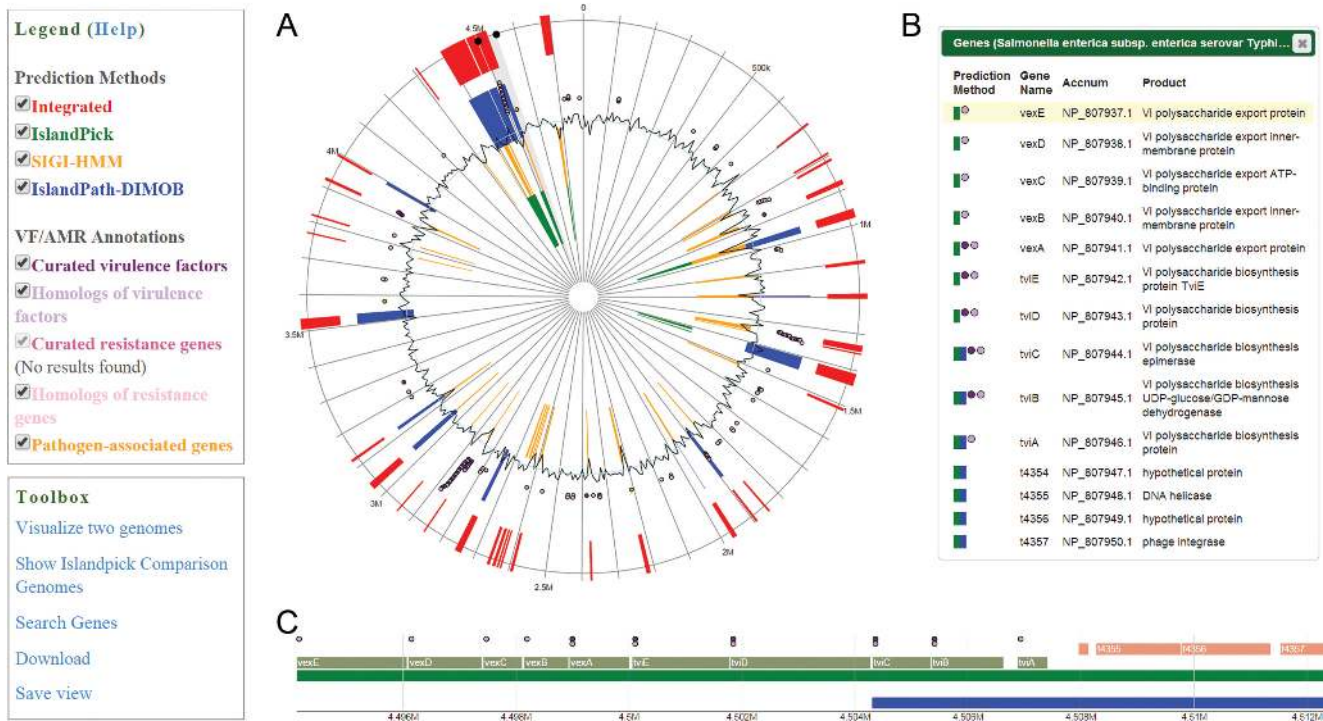 Legend (Help)
Prediction Methods
Integrated
IslandPick
SIGI-HMM
IslandPath-DIMOB
VF/AMR Annotations
Curated virulence factors
Homologs of virulence
factors
Curated resistance genes
(No results found)
Homologs of resistance
genes
Pathogen-associated genes
Toolbox
Visualize two genomes
Show Islandpick Comparison
Genomes
Search Genes
Download
Save view
A
0
500k
1M
1.5M
2M
2.5M
3M
3.5M
4M
4.5M
B
Genes (Salmonella enterica subsp. enterica serovar Typhi...
Prediction Gene
Method Name Accnum Product
vexE NP_807937.1 Vi polysaccharide export protein
vexD NP_807938.1 Vi polysaccharide export inner-
membrane protein
vexC NP_807939.1 Vi polysaccharide export ATP-
binding protein
vexB NP_807940.1 Vi polysaccharide export inner-
membrane protein
vexA NP_807941.1 Vi polysaccharide export protein
tviE NP_807942.1 Vi polysaccharide biosynthesis
protein TviE
tviD NP_807943.1 Vi polysaccharide biosynthesis
protein
tviC NP_807944.1 Vi polysaccharide biosynthesis
epimerase
tviB NP_807945.1 Vi polysaccharide biosynthesis
UDP-glucose/GDP-mannose
dehydrogenase
tviA NP_807946.1 Vi polysaccharide biosynthesis
protein
t4354 NP_807947.1 hypothetical protein
t4355 NP_807948.1 DNA helicase
t4356 NP_807949.1 hypothetical protein
t4357 NP_807950.1 phage integrase
C
vexE vexD vexC vexB vexA tviE tviD tviC tviB tviA t4355 t4356 t4357
4.496M 4.498M 4.5M 4.502M 4.504M 4.506M 4.508M 4.51M 4.512M